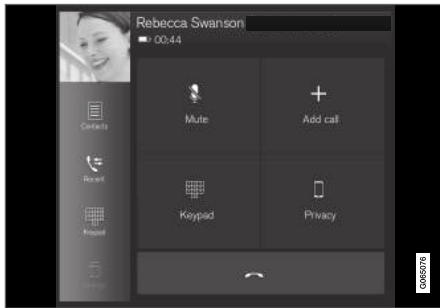 Rebecca Swanson
00:44
Contacts
Recent
Keypad
Mute
Add call
Keypad
Privacy
G065076